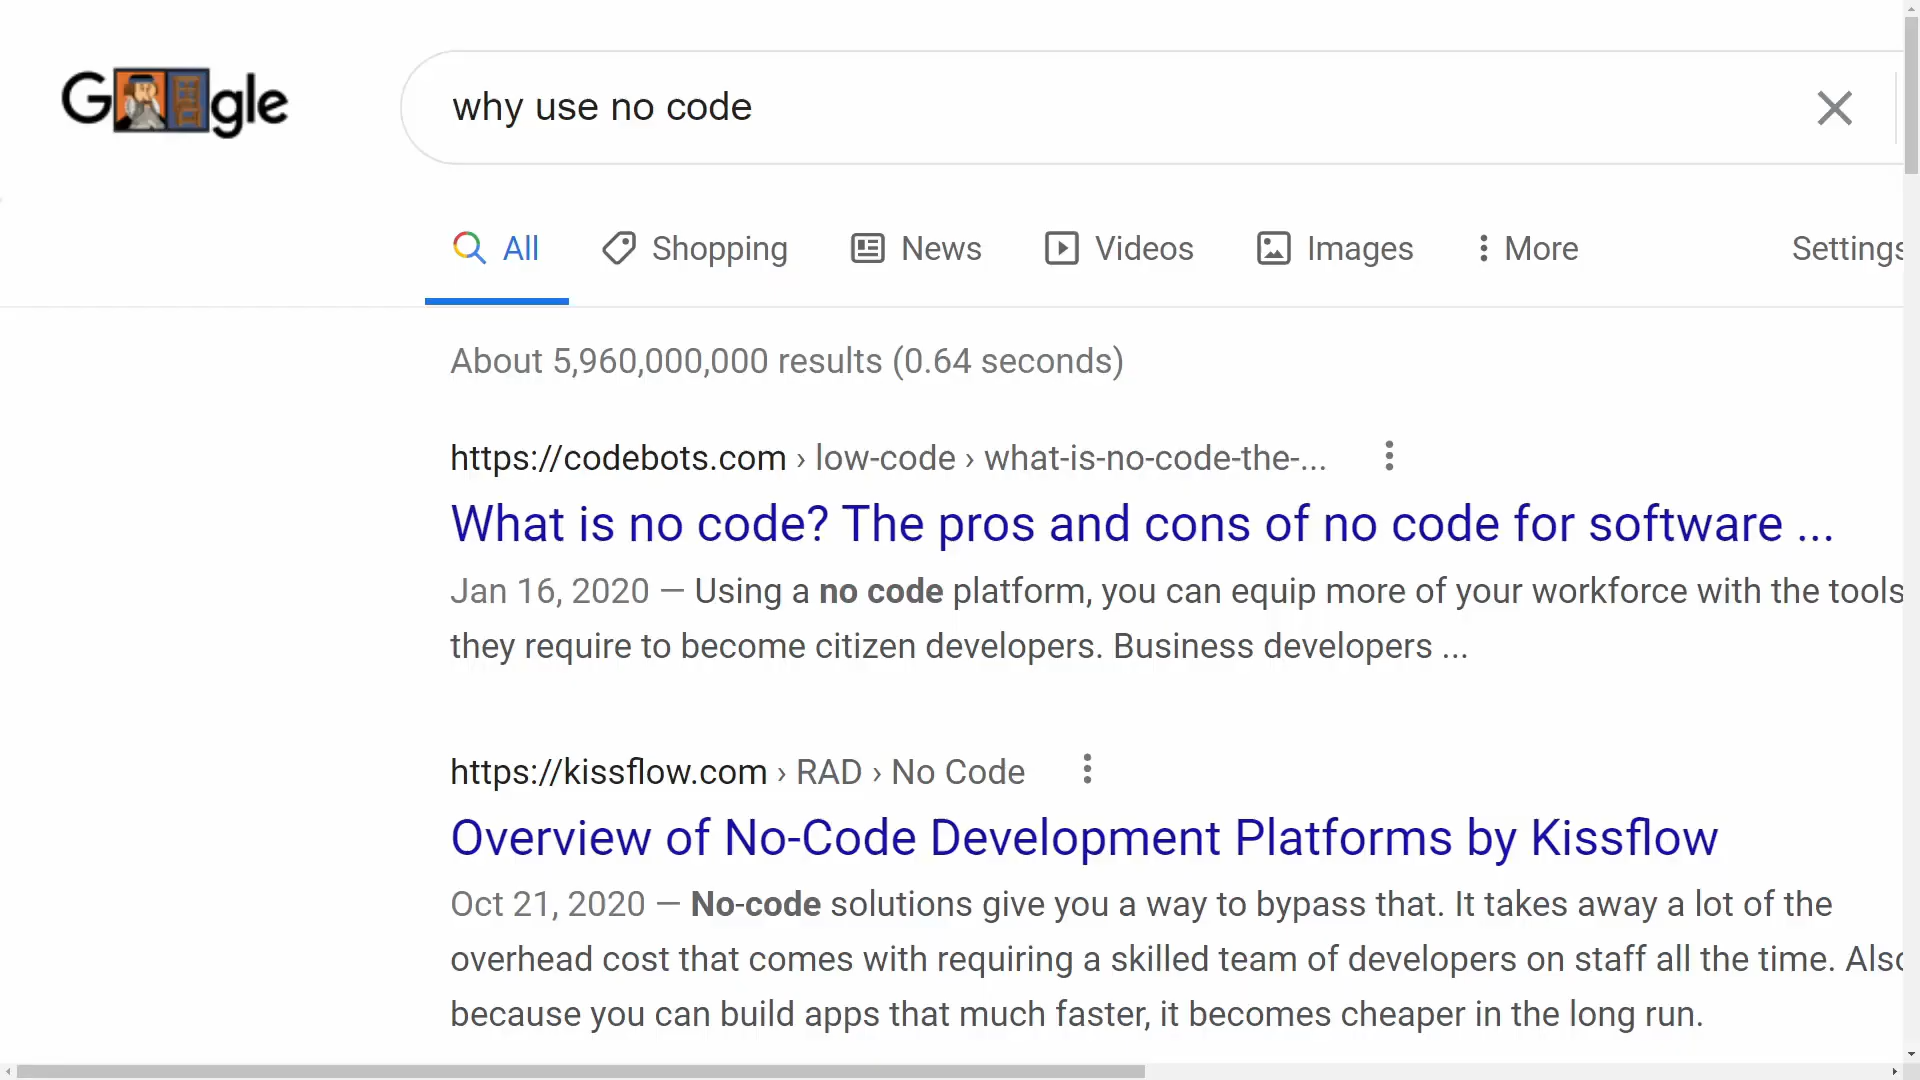 Google
why use no code
All Shopping News Videos Images More Settings
About 5,960,000,000 results (0.64 seconds)
https://codebots.com › low-code › what-is-no-code-the-...
What is no code? The pros and cons of no code for software ...
Jan 16, 2020 — Using a no code platform, you can equip more of your workforce with the tools
they require to become citizen developers. Business developers ...
https://kissflow.com › RAD › No Code
Overview of No-Code Development Platforms by Kissflow
Oct 21, 2020 — No-code solutions give you a way to bypass that. It takes away a lot of the
overhead cost that comes with requiring a skilled team of developers on staff all the time. Also
because you can build apps that much faster, it becomes cheaper in the long run.